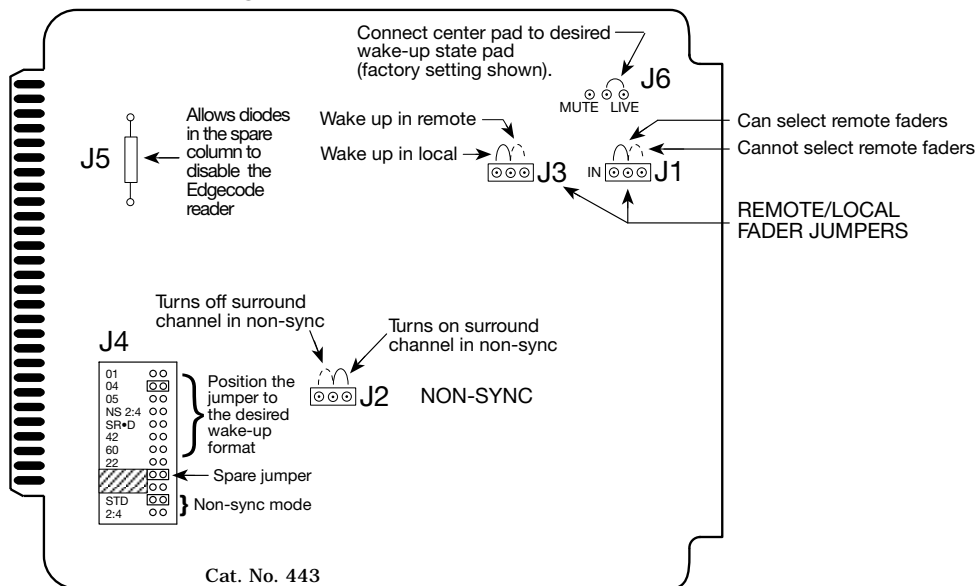 Connect center pad to desired
wake-up state pad
(factory setting shown).
J6
MUTE LIVE
Allows diodes
in the spare
column to
disable the
Edgecode
reader
J5
Wake up in remote
Wake up in local
J3
Can select remote faders
Cannot select remote faders
IN
J1
REMOTE/LOCAL
FADER JUMPERS
Turns off surround
channel in non-sync
Turns on surround
channel in non-sync
J2
NON-SYNC
J4
01
04
05
NS 2:4
SR•D
42
60
22
STD
2:4
Position the
jumper to
the desired
wake-up
format
Spare jumper
Non-sync mode
Cat. No. 443